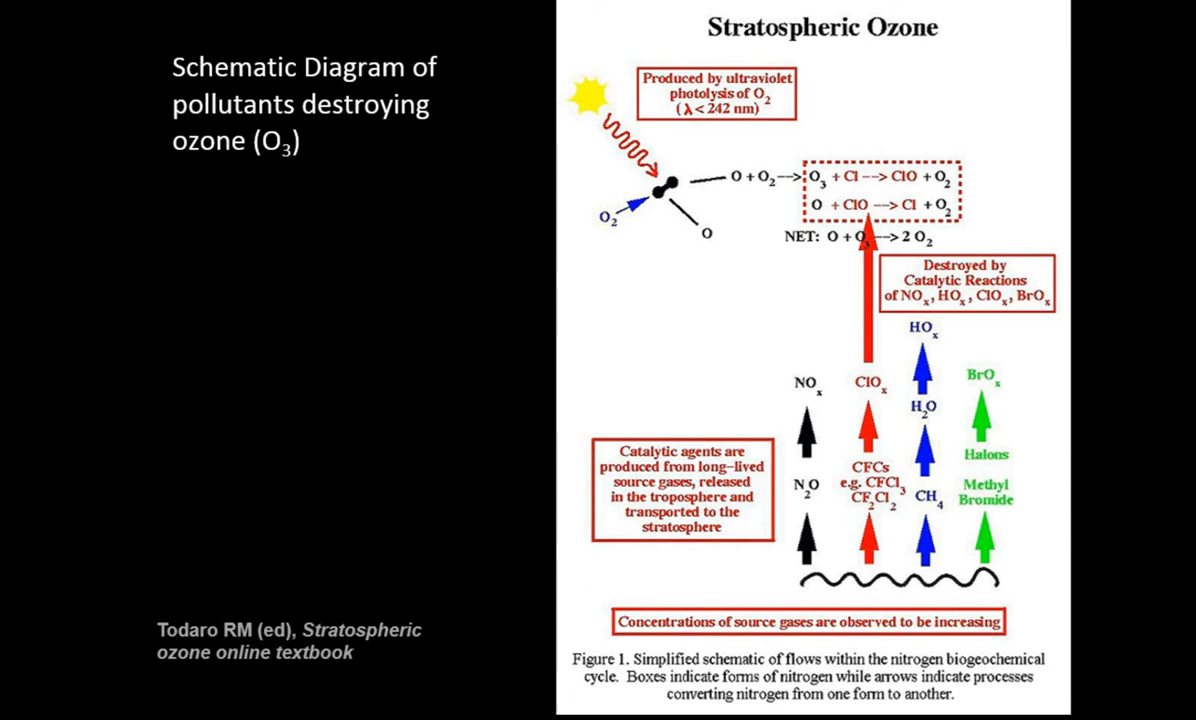 Schematic Diagram of
pollutants destroying
ozone (O₃)
Todaro RM (ed), Stratospheric
ozone online textbook
Stratospheric Ozone
Produced by ultraviolet
photolysis of O₂
(λ < 242 nm)
O₂
O
O + O₂ --> O₃ + Cl --> ClO + O₂
O + ClO --> Cl + O₂
NET: O + O --> 2 O₂
Destroyed by
Catalytic Reactions
of NOₓ, HOₓ, ClOₓ, BrOₓ
HOₓ
NOₓ
ClOₓ
BrOₓ
H₂O
Catalytic agents are
produced from long-lived
source gases, released
in the troposphere and
transported to the
stratosphere
N₂O
CFCs
e.g. CFCl₃
CF₂Cl₂
CH₄
Halons
Methyl
Bromide
Concentrations of source gases are observed to be increasing
Figure 1. Simplified schematic of flows within the nitrogen biogeochemical
cycle. Boxes indicate forms of nitrogen while arrows indicate processes
converting nitrogen from one form to another.